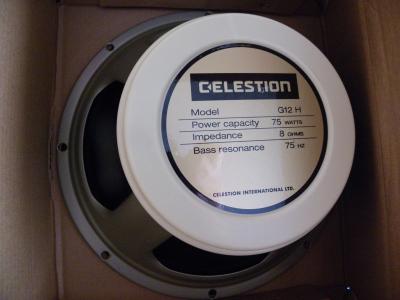 CELESTION
Model G12 H
Power capacity 75 WATTS
Impedance 8 OHMS
Bass resonance 75 HZ
CELESTION INTERNATIONAL LTD.